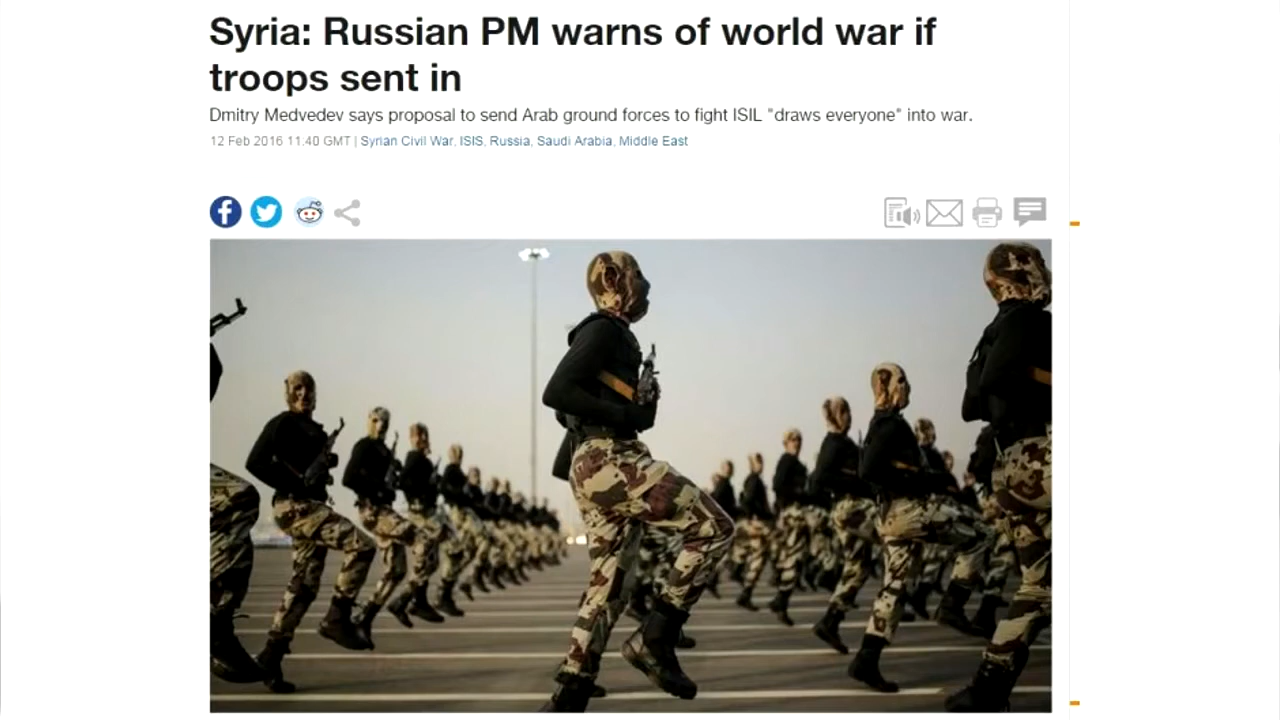 Syria: Russian PM warns of world war if
troops sent in
Dmitry Medvedev says proposal to send Arab ground forces to fight ISIL "draws everyone" into war.
12 Feb 2016 11:40 GMT | Syrian Civil War, ISIS, Russia, Saudi Arabia, Middle East